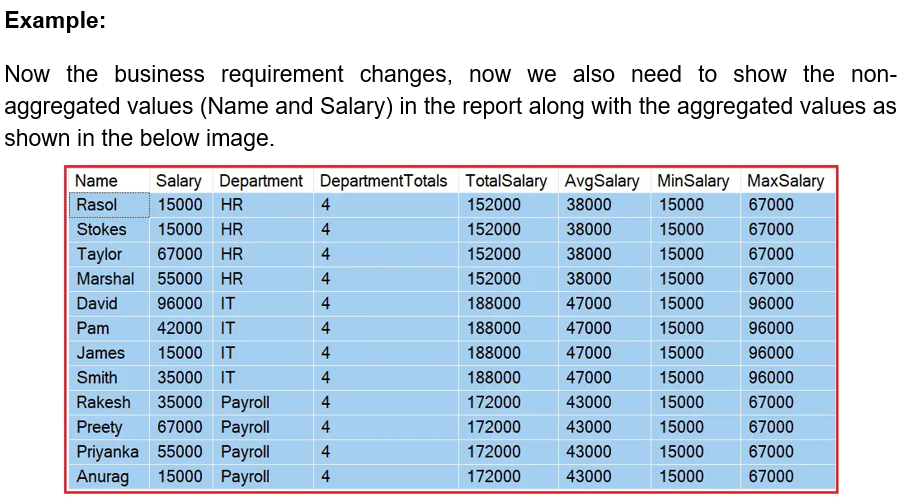 Example:
Now the business requirement changes, now we also need to show the non-
aggregated values (Name and Salary) in the report along with the aggregated values as
shown in the below image.
Name Salary Department DepartmentTotals TotalSalary AvgSalary MinSalary MaxSalary
Rasol 15000 HR 4 152000 38000 15000 67000
Stokes 15000 HR 4 152000 38000 15000 67000
Taylor 67000 HR 4 152000 38000 15000 67000
Marshal 55000 HR 4 152000 38000 15000 67000
David 96000 IT 4 188000 47000 15000 96000
Pam 42000 IT 4 188000 47000 15000 96000
James 15000 IT 4 188000 47000 15000 96000
Smith 35000 IT 4 188000 47000 15000 96000
Rakesh 35000 Payroll 4 172000 43000 15000 67000
Preety 67000 Payroll 4 172000 43000 15000 67000
Priyanka 55000 Payroll 4 172000 43000 15000 67000
Anurag 15000 Payroll 4 172000 43000 15000 67000